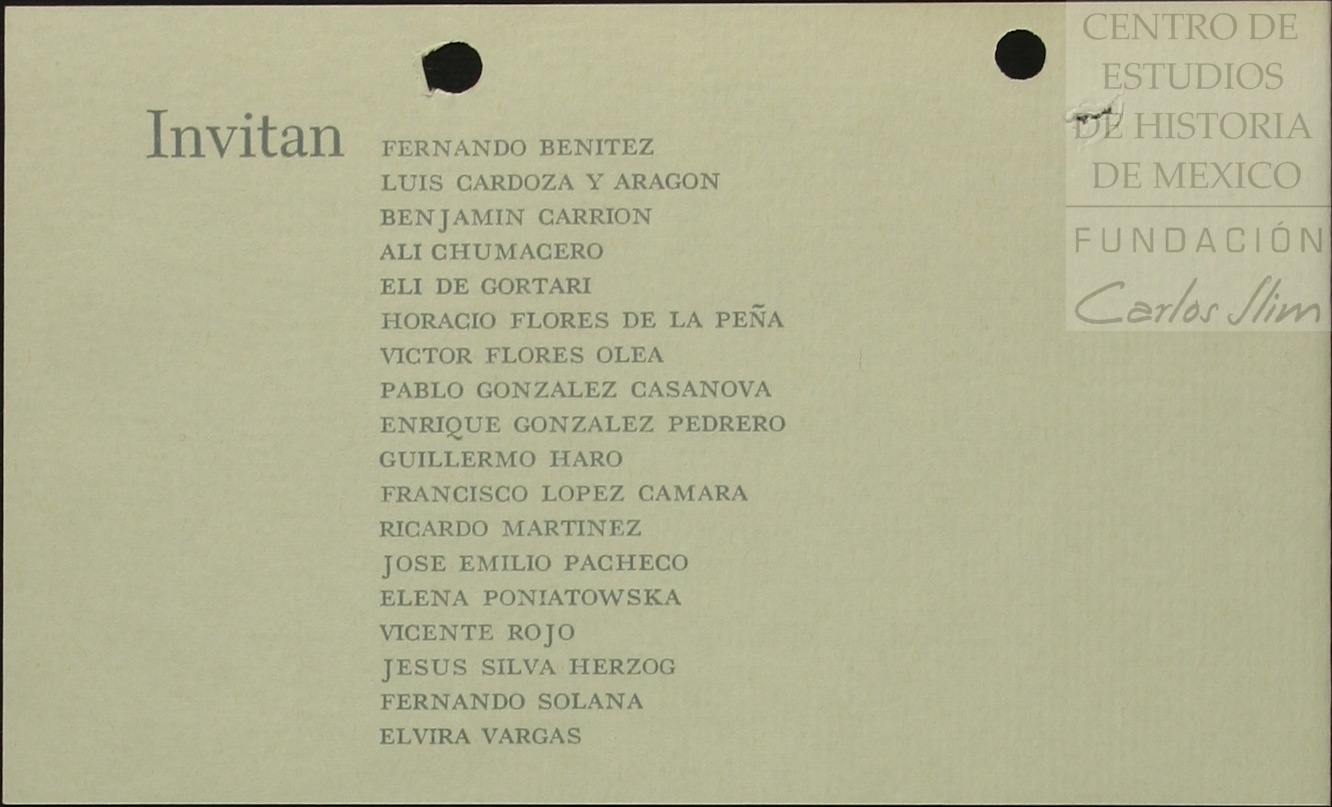 Invitan
FERNANDO BENITEZ
LUIS CARDOZA Y ARAGON
BENJAMIN CARRION
ALI CHUMACERO
ELI DE GORTARI
HORACIO FLORES DE LA PEÑA
VICTOR FLORES OLEA
PABLO GONZALEZ CASANOVA
ENRIQUE GONZALEZ PEDRERO
GUILLERMO HARO
FRANCISCO LOPEZ CAMARA
RICARDO MARTINEZ
JOSE EMILIO PACHECO
ELENA PONIATOWSKA
VICENTE ROJO
JESUS SILVA HERZOG
FERNANDO SOLANA
ELVIRA VARGAS
CENTRO DE
ESTUDIOS
DE HISTORIA
DE MEXICO
FUNDACIÓN
Carlos Slim